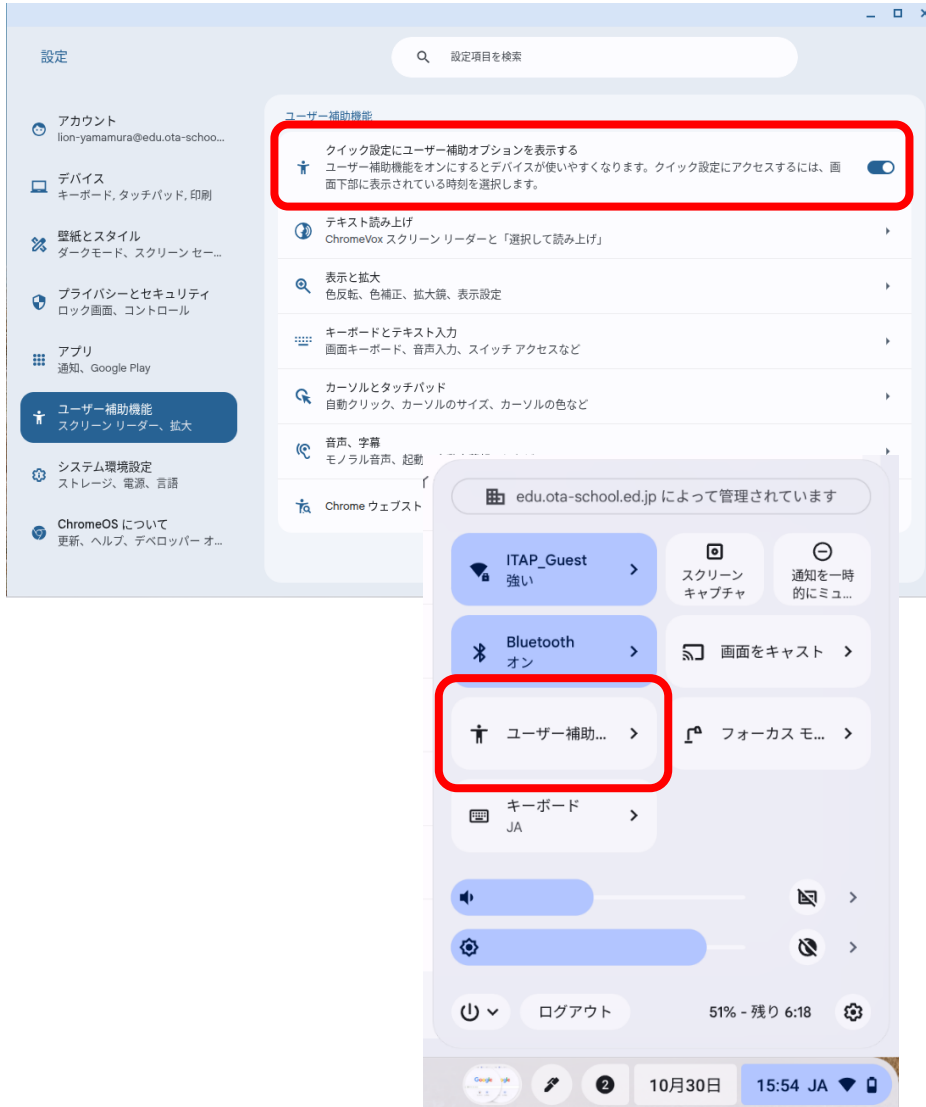 設定
設定項目を検索
アカウント
lion-yamamura@edu.ota-schoo...
デバイス
キーボード, タッチパッド, 印刷
壁紙とスタイル
ダークモード、スクリーン セー...
プライバシーとセキュリティ
ロック画面、コントロール
アプリ
通知、Google Play
ユーザー補助機能
スクリーン リーダー、拡大
システム環境設定
ストレージ、電源、言語
ChromeOS について
更新、ヘルプ、デベロッパー オ...
ユーザー補助機能
クイック設定にユーザー補助オプションを表示する
ユーザー補助機能をオンにするとデバイスが使いやすくなります。クイック設定にアクセスするには、画
面下部に表示されている時刻を選択します。
テキスト読み上げ
ChromeVox スクリーン リーダーと「選択して読み上げ」
表示と拡大
色反転、色補正、拡大鏡、表示設定
キーボードとテキスト入力
画面キーボード、音声入力、スイッチ アクセスなど
カーソルとタッチパッド
自動クリック、カーソルのサイズ、カーソルの色など
音声、字幕
モノラル音声、起動
Chrome ウェブスト
edu.ota-school.ed.jp によって管理されています
ITAP_Guest
強い
スクリーン
キャプチャ
通知を一時
的にミュ...
Bluetooth
オン
画面をキャスト
ユーザー補助...
フォーカス モ...
キーボード
JA
ログアウト
51% - 残り 6:18
2
10月30日
15:54 JA